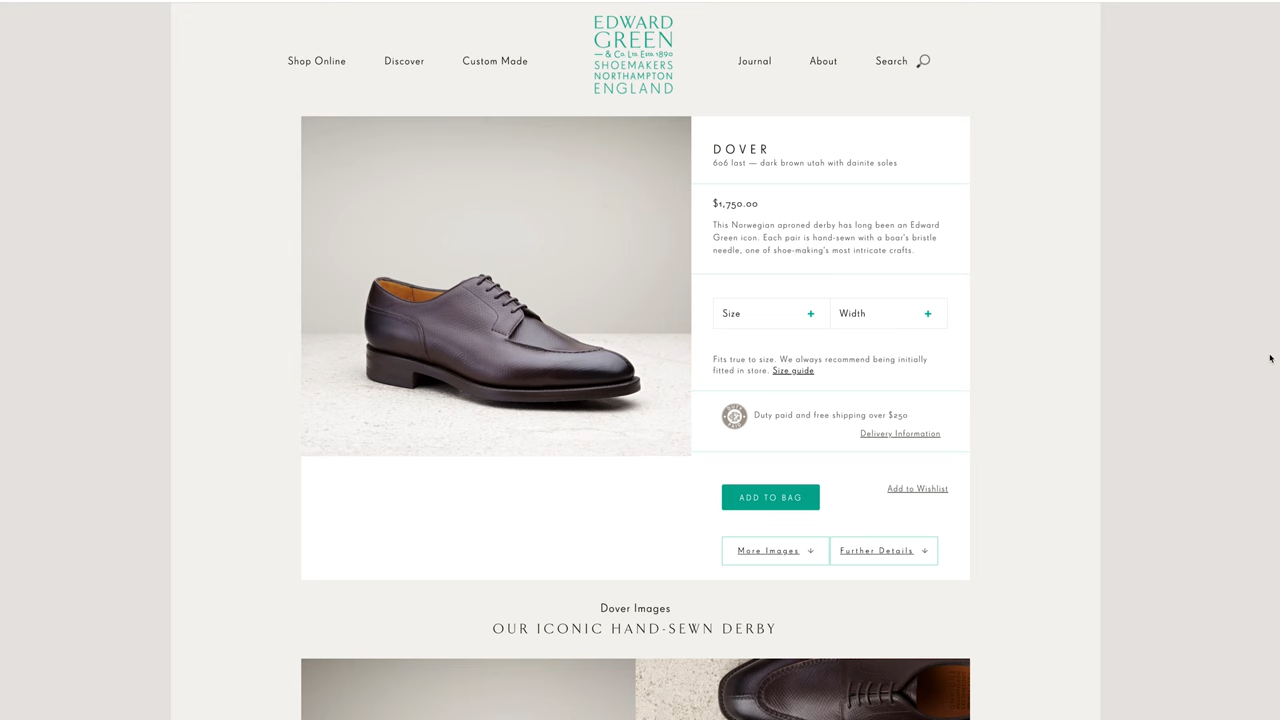 EDWARD
GREEN
— & Co. Ltd. Estd. 1890
SHOEMAKERS
NORTHAMPTON
ENGLAND
Shop Online
Discover
Custom Made
Journal
About
Search
DOVER
606 last — dark brown utah with dainite soles
$1,750.00
This Norwegian aproned derby has long been an Edward
Green icon. Each pair is hand-sewn with a boar's bristle
needle, one of shoe-making's most intricate crafts.
Size +
Width +
Fits true to size. We always recommend being initially
fitted in store. Size guide
DUTY PAID
Duty paid and free shipping over $250
Delivery Information
ADD TO BAG
Add to Wishlist
More Images ↓
Further Details ↓
Dover Images
OUR ICONIC HAND-SEWN DERBY